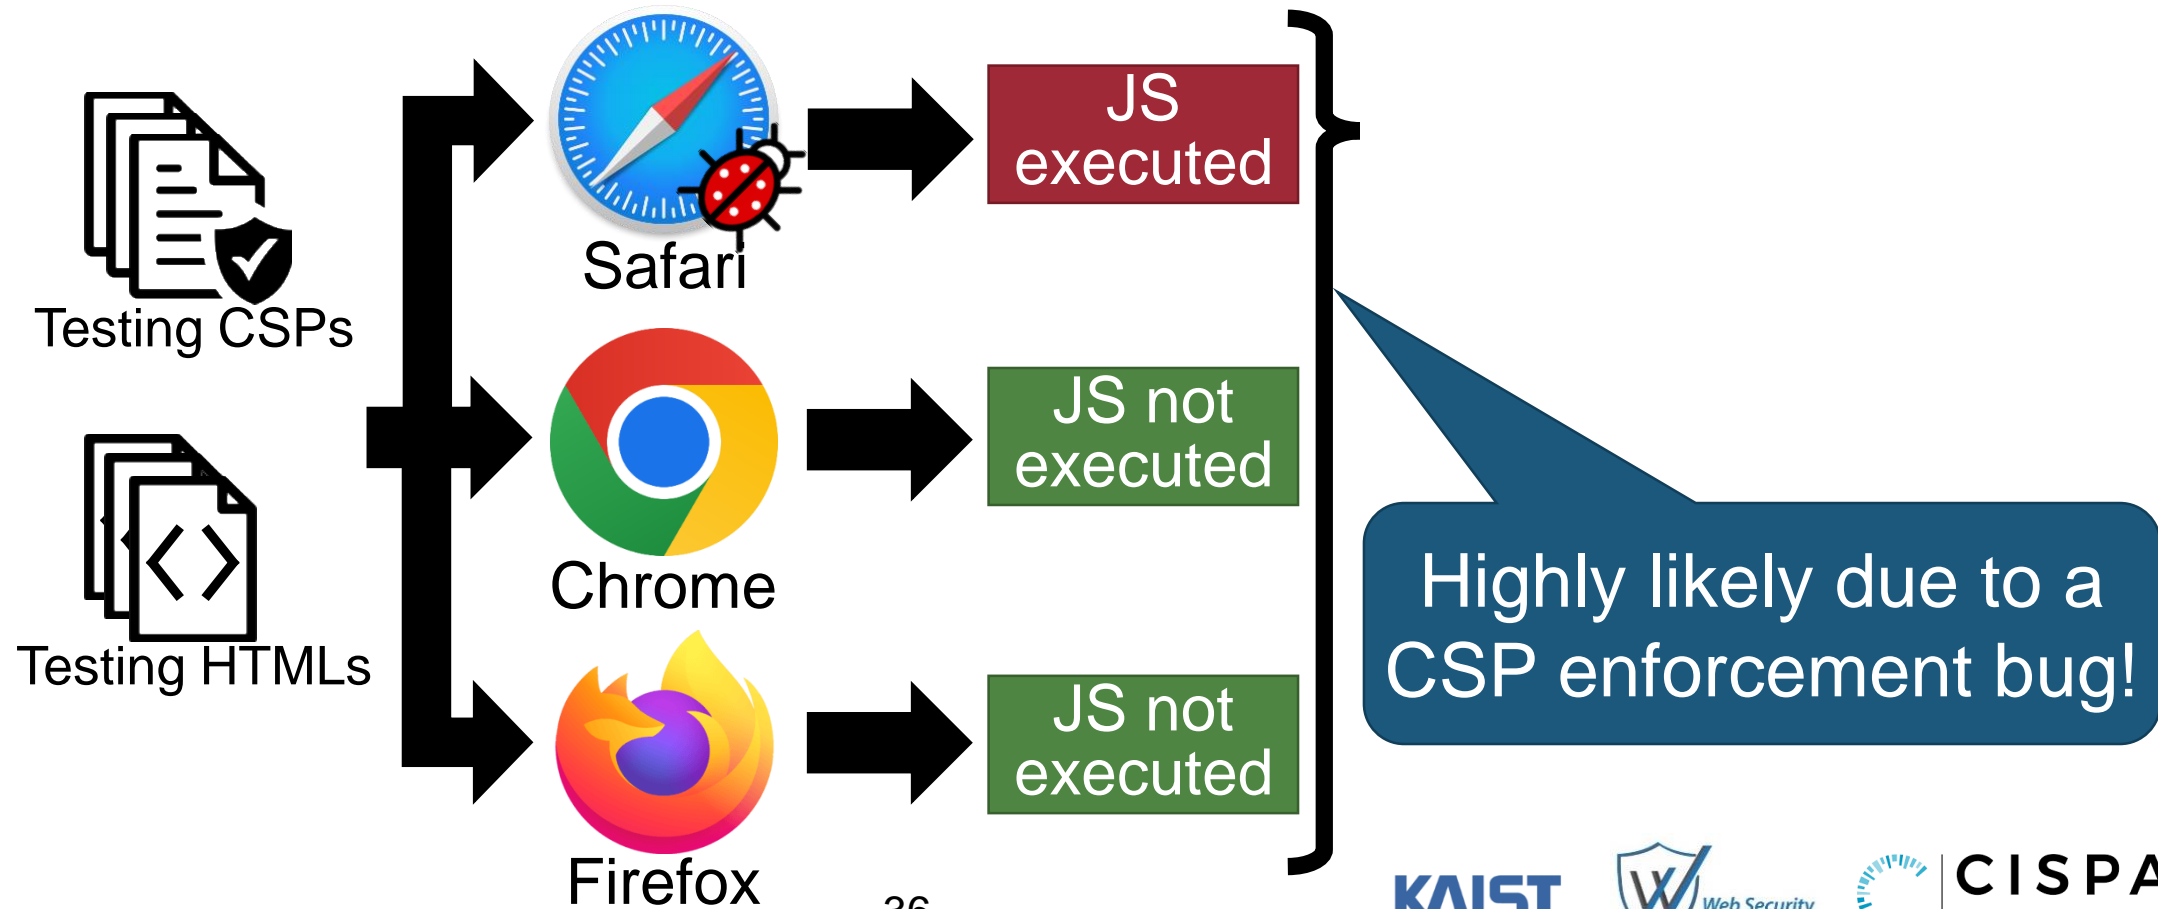 Testing CSPs
Testing HTMLs
Safari
Chrome
Firefox
JS
executed
JS not
executed
JS not
executed
Highly likely due to a
CSP enforcement bug!
36
KAIST
Web Security
CISPA